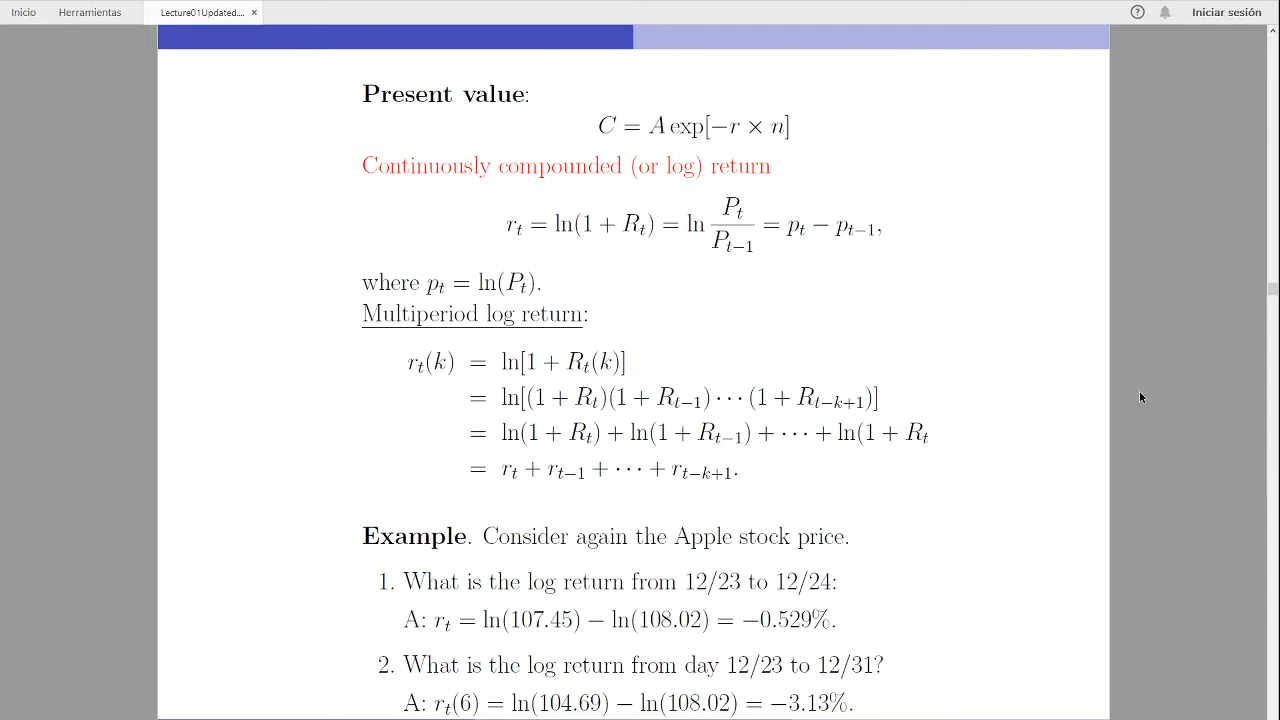 Inicio Herramientas Lecture01Updated.... × ? Iniciar sesión
Present value:
C = A exp[−r × n]
Continuously compounded (or log) return
r_t = ln(1 + R_t) = ln P_t / P_{t−1} = p_t − p_{t−1},
where p_t = ln(P_t).
Multiperiod log return:
r_t(k) = ln[1 + R_t(k)]
= ln[(1 + R_t)(1 + R_{t−1}) · · · (1 + R_{t−k+1})]
= ln(1 + R_t) + ln(1 + R_{t−1}) + · · · + ln(1 + R_t
= r_t + r_{t−1} + · · · + r_{t−k+1}.
Example. Consider again the Apple stock price.
1. What is the log return from 12/23 to 12/24:
A: r_t = ln(107.45) − ln(108.02) = −0.529%.
2. What is the log return from day 12/23 to 12/31?
A: r_t(6) = ln(104.69) − ln(108.02) = −3.13%.